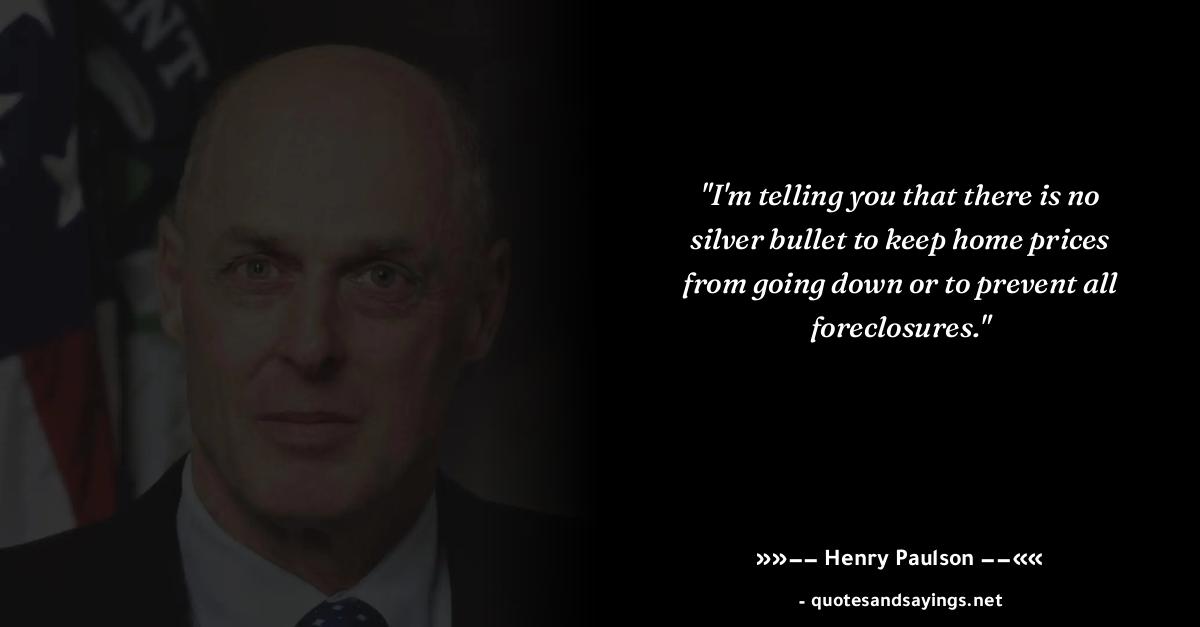 ENT
"I'm telling you that there is no
silver bullet to keep home prices
from going down or to prevent all
foreclosures."
»»-- Henry Paulson --««
- quotesandsayings.net